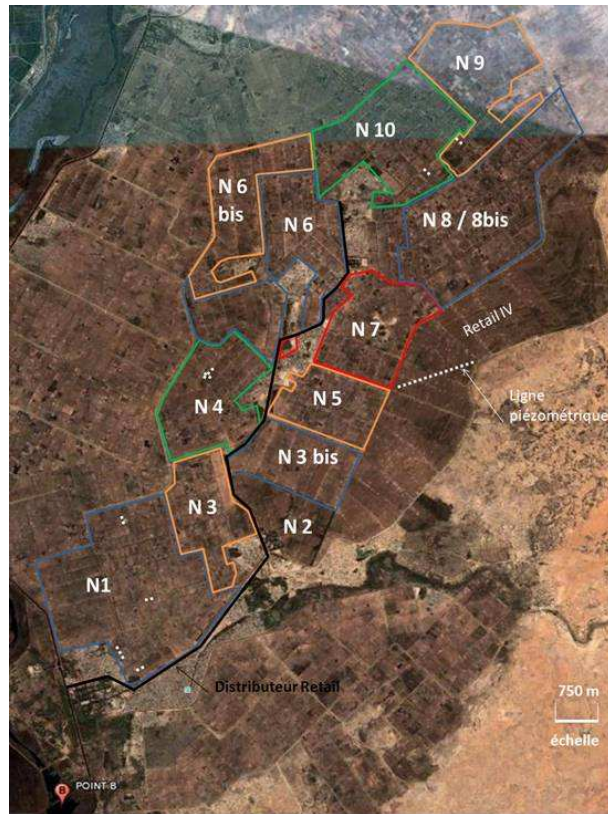 N 9
N 10
N 6
bis
N 6
N 8 / 8bis
N 7
Retail IV
Ligne
piézométrique
N 4
N 5
N 3 bis
N 3
N 2
N1
Distributeur Retail
750 m
échelle
B
POINT B